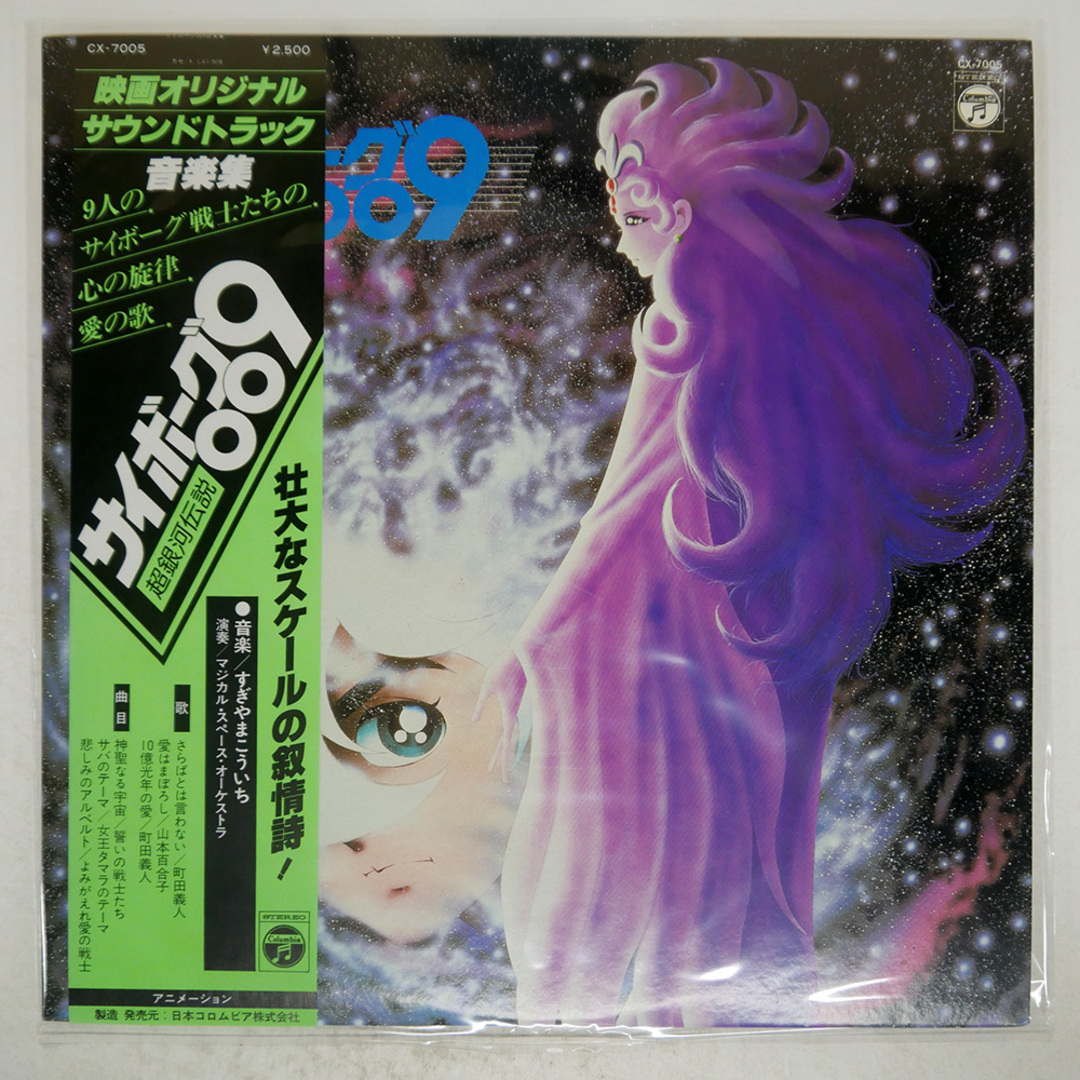 CX-7005 ¥2,500
映画オリジナル
サウンドトラック
音楽集
9人の、
サイボーグ戦士たちの、
心の旋律、
愛の歌、
サイボーグ009
超銀河伝説
壮大なスケールの叙情詩!
●音楽/すぎやまこういち
演奏/マジカル・スペース・オーケストラ
歌
さらばとは言わない/町田義人
愛はまぼろし/山本百合子
10億光年の愛/町田義人
曲目
神聖なる宇宙/誓いの戦士たち
サバのテーマ/女王タマラのテーマ
悲しみのアルベルト/よみがえれ愛の戦士
STEREO
Columbia
アニメーション
製造 発売元:日本コロムビア株式会社
ーグ
009
CX-7005
STEREO
Columbia